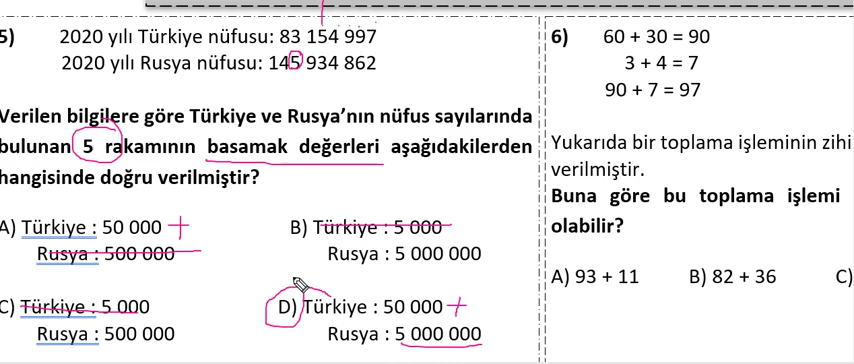 5) 2020 yılı Türkiye nüfusu: 83 154 997
2020 yılı Rusya nüfusu: 145 934 862
Verilen bilgilere göre Türkiye ve Rusya’nın nüfus sayılarında
bulunan 5 rakamının basamak değerleri aşağıdakilerden
hangisinde doğru verilmiştir?
A) Türkiye : 50 000
Rusya : 500 000
B) Türkiye : 5 000
Rusya : 5 000 000
C) Türkiye : 5 000
Rusya : 500 000
D) Türkiye : 50 000
Rusya : 5 000 000
6) 60 + 30 = 90
3 + 4 = 7
90 + 7 = 97
Yukarıda bir toplama işleminin zihi
verilmiştir.
Buna göre bu toplama işlemi
olabilir?
A) 93 + 11 B) 82 + 36 C)